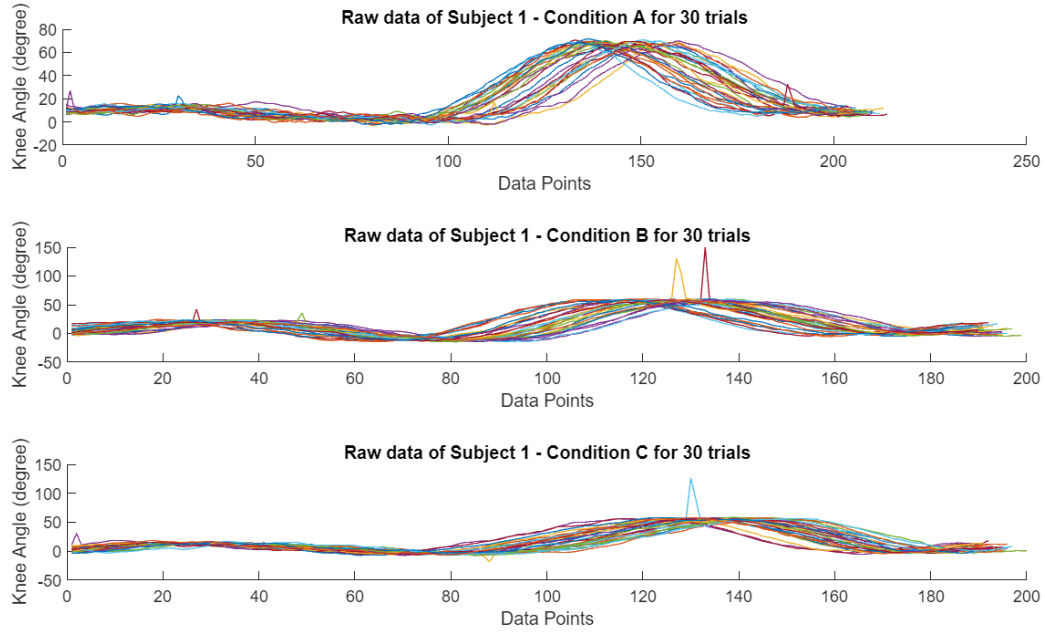 Raw data of Subject 1 - Condition A for 30 trials
Knee Angle (degree)
80
60
40
20
0
-20
0 50 100 150 200 250
Data Points
Raw data of Subject 1 - Condition B for 30 trials
Knee Angle (degree)
150
100
50
0
-50
0 20 40 60 80 100 120 140 160 180 200
Data Points
Raw data of Subject 1 - Condition C for 30 trials
Knee Angle (degree)
150
100
50
0
-50
0 20 40 60 80 100 120 140 160 180 200
Data Points